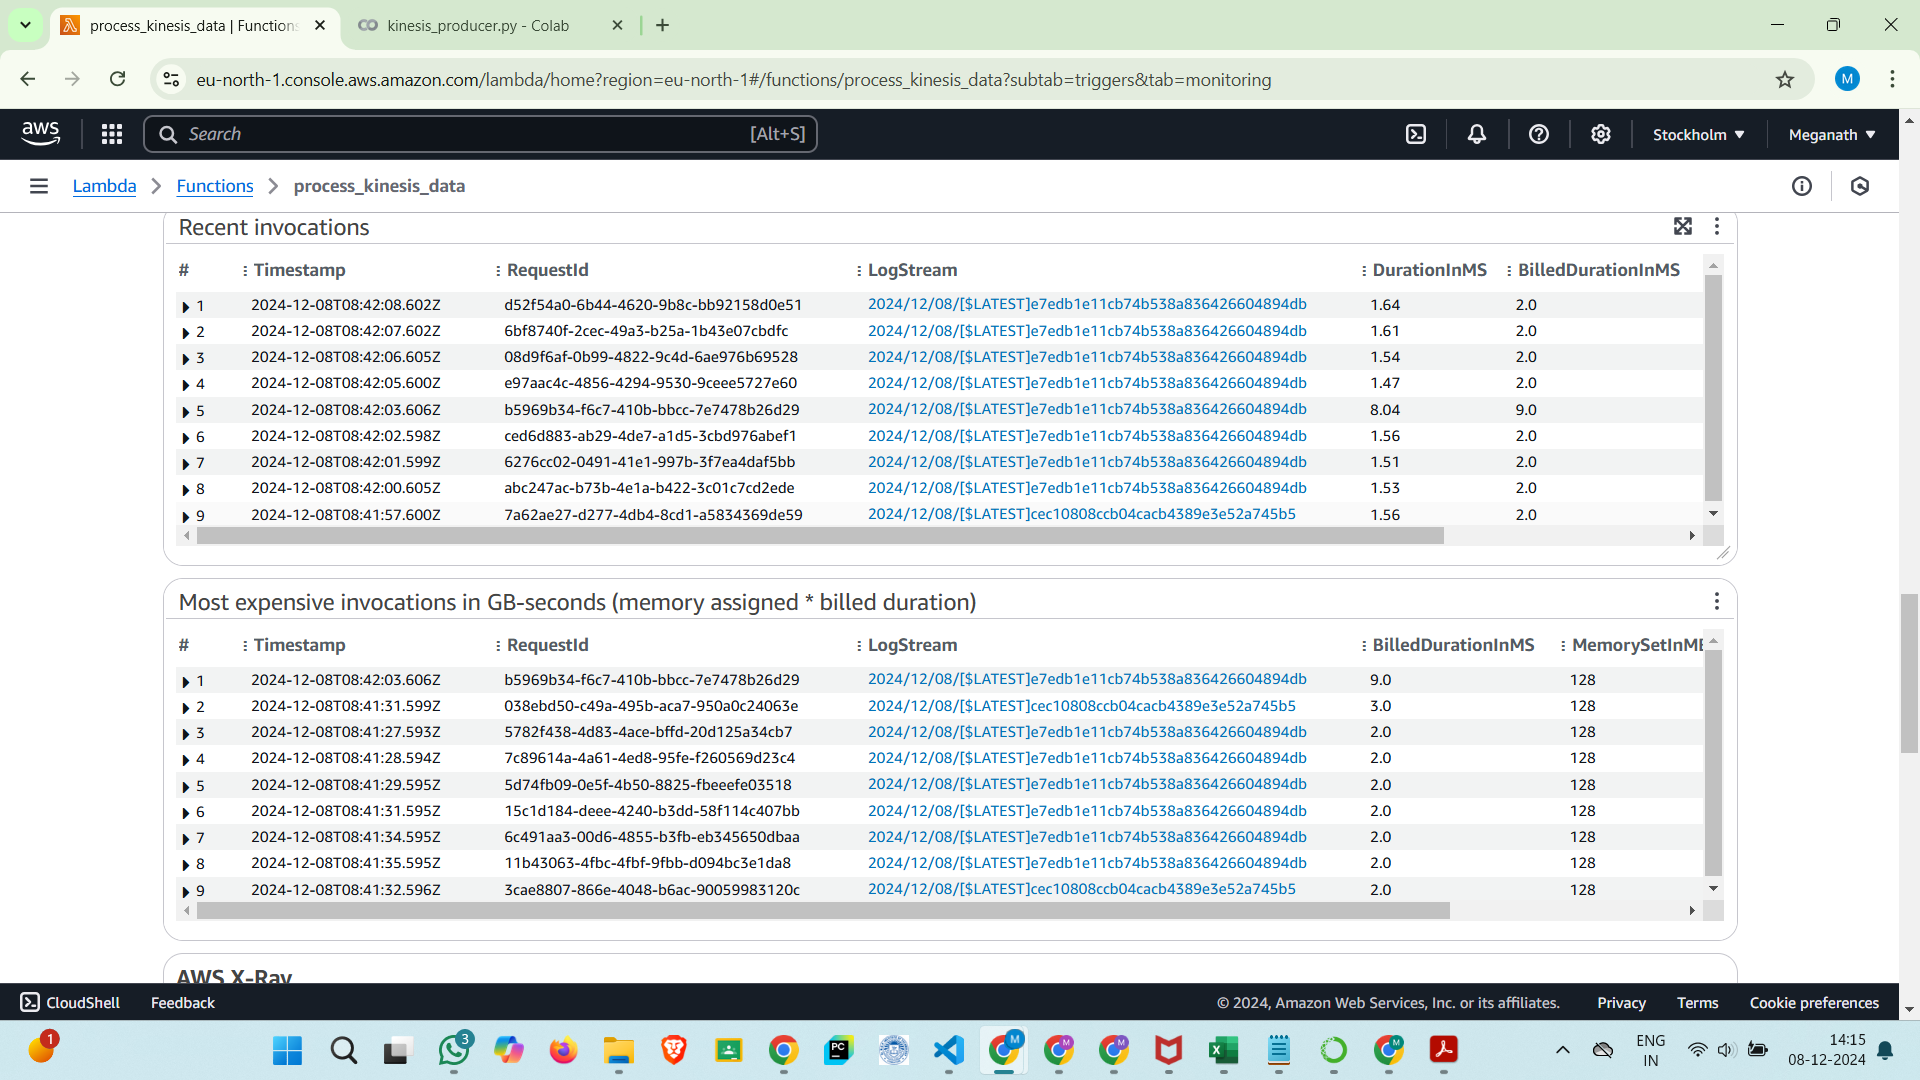 process_kinesis_data | Functions
kinesis_producer.py - Colab
eu-north-1.console.aws.amazon.com/lambda/home?region=eu-north-1#/functions/process_kinesis_data?subtab=triggers&tab=monitoring
M
aws
Search
[Alt+S]
Stockholm
Meganath
Lambda
Functions
process_kinesis_data
Recent invocations
# Timestamp RequestId LogStream DurationInMS BilledDurationInMS
1 2024-12-08T08:42:08.602Z d52f54a0-6b44-4620-9b8c-bb92158d0e51 2024/12/08/[$LATEST]e7edb1e11cb74b538a836426604894db 1.64 2.0
2 2024-12-08T08:42:07.602Z 6bf8740f-2cec-49a3-b25a-1b43e07cbdfc 2024/12/08/[$LATEST]e7edb1e11cb74b538a836426604894db 1.61 2.0
3 2024-12-08T08:42:06.605Z 08d9f6af-0b99-4822-9c4d-6ae976b69528 2024/12/08/[$LATEST]e7edb1e11cb74b538a836426604894db 1.54 2.0
4 2024-12-08T08:42:05.600Z e97aac4c-4856-4294-9530-9ceee5727e60 2024/12/08/[$LATEST]e7edb1e11cb74b538a836426604894db 1.47 2.0
5 2024-12-08T08:42:03.606Z b5969b34-f6c7-410b-bbcc-7e7478b26d29 2024/12/08/[$LATEST]e7edb1e11cb74b538a836426604894db 8.04 9.0
6 2024-12-08T08:42:02.598Z ced6d883-ab29-4de7-a1d5-3cbd976abef1 2024/12/08/[$LATEST]e7edb1e11cb74b538a836426604894db 1.56 2.0
7 2024-12-08T08:42:01.599Z 6276cc02-0491-41e1-997b-3f7ea4daf5bb 2024/12/08/[$LATEST]e7edb1e11cb74b538a836426604894db 1.51 2.0
8 2024-12-08T08:42:00.605Z abc247ac-b73b-4e1a-b422-3c01c7cd2ede 2024/12/08/[$LATEST]e7edb1e11cb74b538a836426604894db 1.53 2.0
9 2024-12-08T08:41:57.600Z 7a62ae27-d277-4db4-8cd1-a5834369de59 2024/12/08/[$LATEST]cec10808ccb04cacb4389e3e52a745b5 1.56 2.0
Most expensive invocations in GB-seconds (memory assigned * billed duration)
# Timestamp RequestId LogStream BilledDurationInMS MemorySetInMB
1 2024-12-08T08:42:03.606Z b5969b34-f6c7-410b-bbcc-7e7478b26d29 2024/12/08/[$LATEST]e7edb1e11cb74b538a836426604894db 9.0 128
2 2024-12-08T08:41:31.599Z 038ebd50-c49a-495b-aca7-950a0c24063e 2024/12/08/[$LATEST]cec10808ccb04cacb4389e3e52a745b5 3.0 128
3 2024-12-08T08:41:27.593Z 5782f438-4d83-4ace-bffd-20d125a34cb7 2024/12/08/[$LATEST]e7edb1e11cb74b538a836426604894db 2.0 128
4 2024-12-08T08:41:28.594Z 7c89614a-4a61-4ed8-95fe-f260569d23c4 2024/12/08/[$LATEST]e7edb1e11cb74b538a836426604894db 2.0 128
5 2024-12-08T08:41:29.595Z 5d74fb09-0e5f-4b50-8825-fbeeefe03518 2024/12/08/[$LATEST]e7edb1e11cb74b538a836426604894db 2.0 128
6 2024-12-08T08:41:31.595Z 15c1d184-deee-4240-b3dd-58f114c407bb 2024/12/08/[$LATEST]e7edb1e11cb74b538a836426604894db 2.0 128
7 2024-12-08T08:41:34.595Z 6c491aa3-00d6-4855-b3fb-eb345650dbaa 2024/12/08/[$LATEST]e7edb1e11cb74b538a836426604894db 2.0 128
8 2024-12-08T08:41:35.595Z 11b43063-4fbc-4fbf-9fbb-d094bc3e1da8 2024/12/08/[$LATEST]e7edb1e11cb74b538a836426604894db 2.0 128
9 2024-12-08T08:41:32.596Z 3cae8807-866e-4048-b6ac-90059983120c 2024/12/08/[$LATEST]cec10808ccb04cacb4389e3e52a745b5 2.0 128
AWS X-Ray
CloudShell
Feedback
© 2024, Amazon Web Services, Inc. or its affiliates.
Privacy
Terms
Cookie preferences
1
3
PC
M
M
M
M
ENG
IN
14:15
08-12-2024